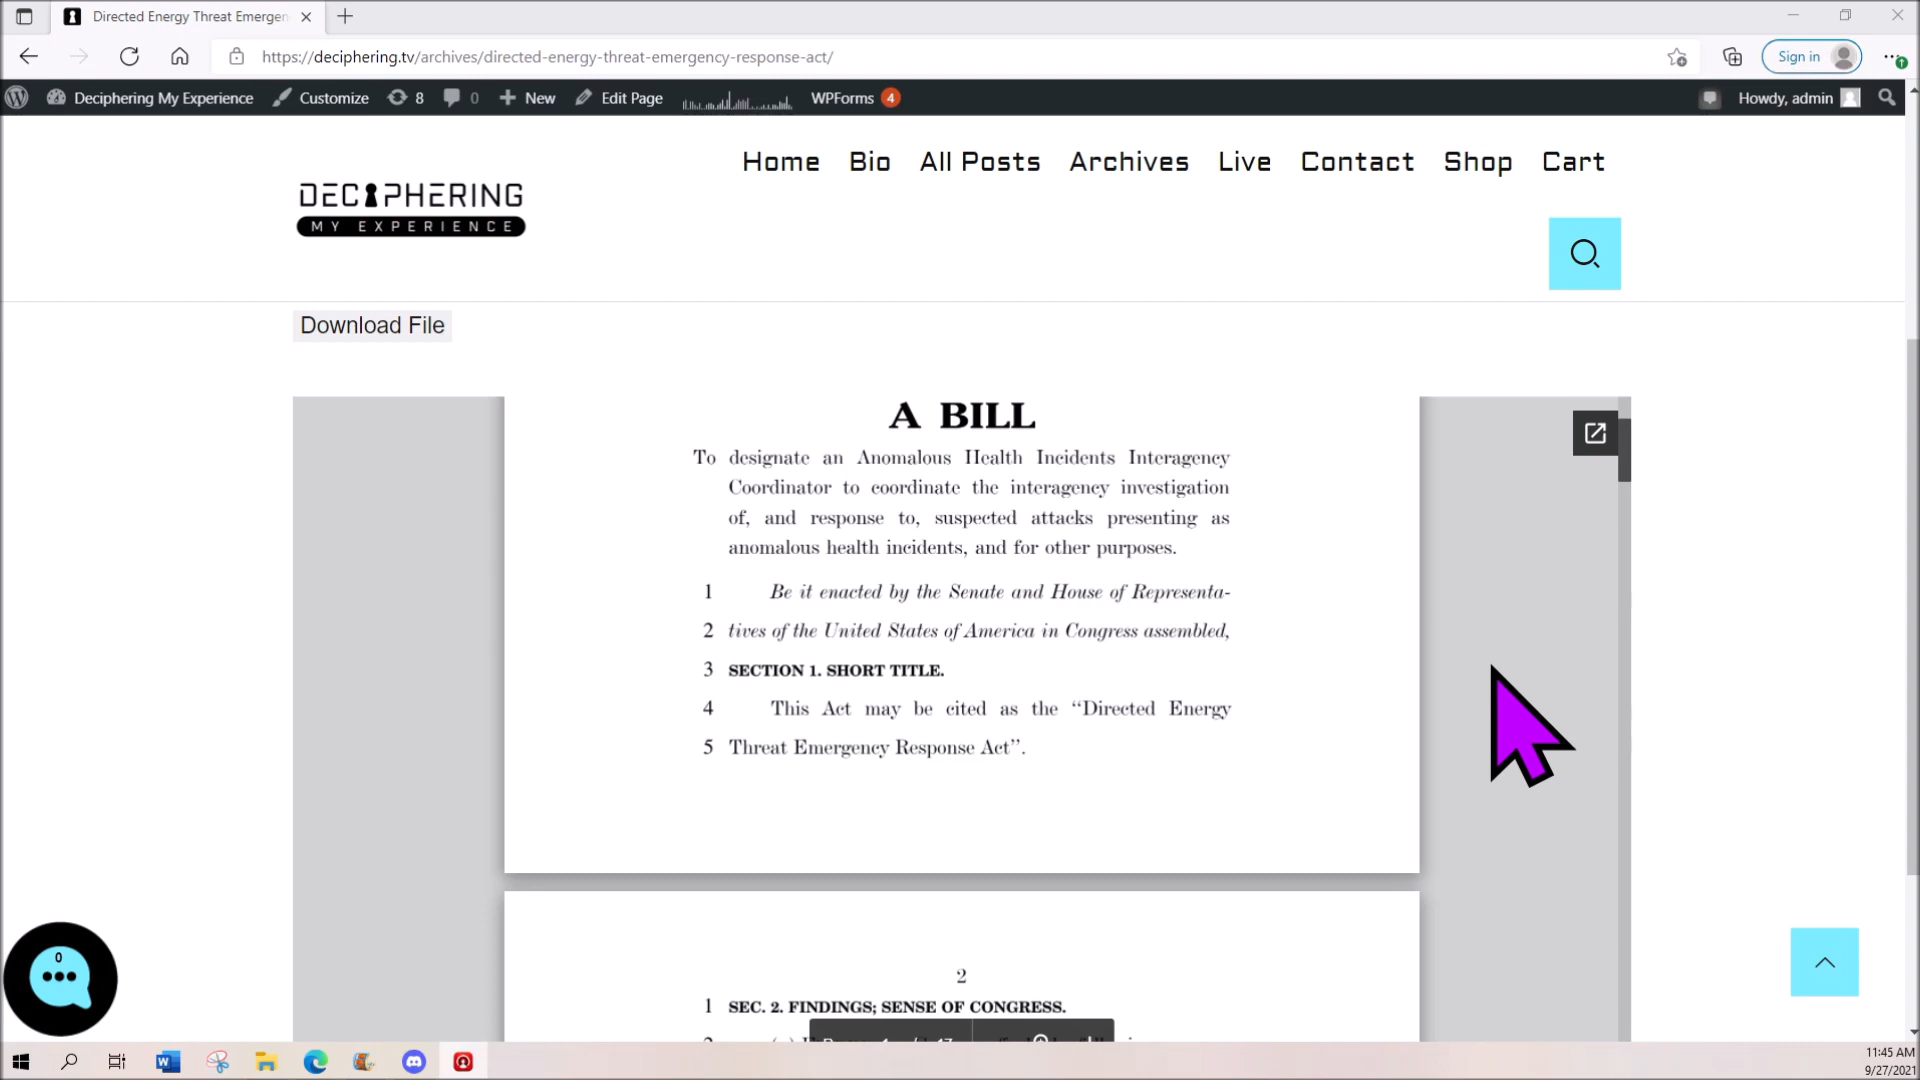 Directed Energy Threat Emergen
https://deciphering.tv/archives/directed-energy-threat-emergency-response-act/
Sign in
Deciphering My Experience
Customize
8
0
New
Edit Page
WPForms 4
Howdy, admin
Home Bio All Posts Archives Live Contact Shop Cart
DECIPHERING
MY EXPERIENCE
Download File
A BILL
To designate an Anomalous Health Incidents Interagency
Coordinator to coordinate the interagency investigation
of, and response to, suspected attacks presenting as
anomalous health incidents, and for other purposes.
1 Be it enacted by the Senate and House of Representa-
2 tives of the United States of America in Congress assembled,
3 SECTION 1. SHORT TITLE.
4 This Act may be cited as the ‘‘Directed Energy
5 Threat Emergency Response Act’’.
2
1 SEC. 2. FINDINGS; SENSE OF CONGRESS.
0
11:45 AM
9/27/2021